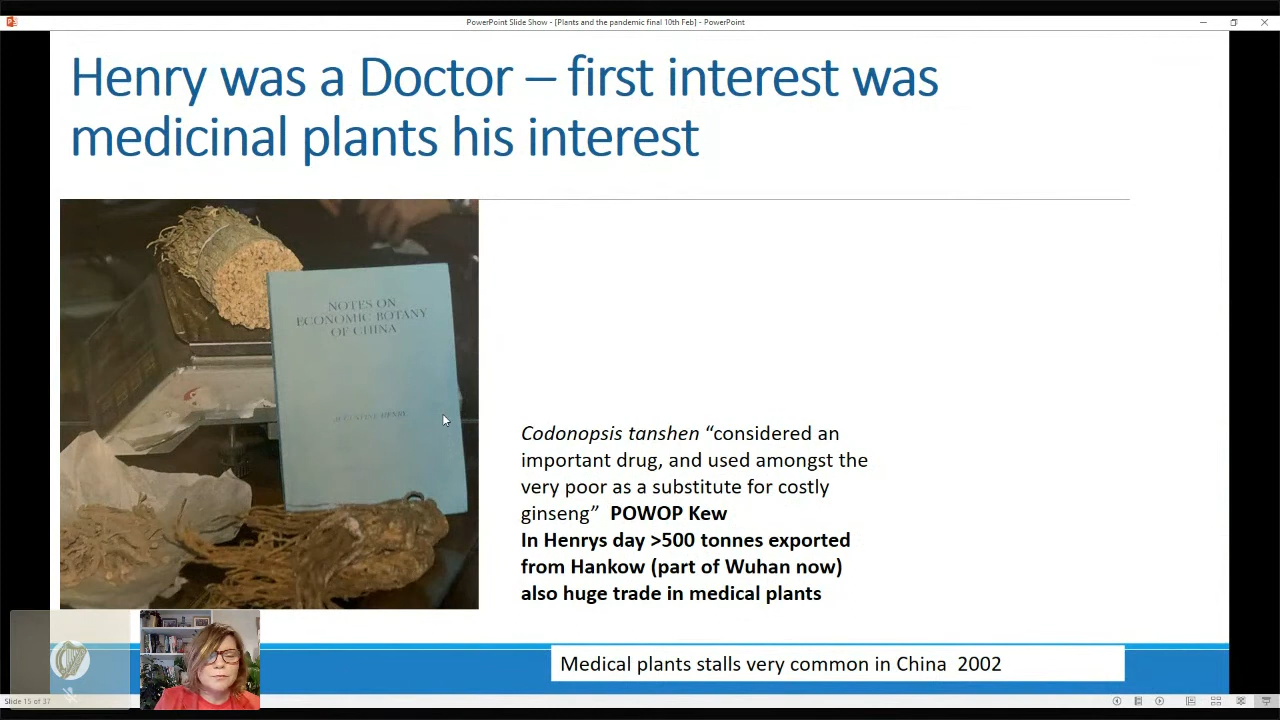 PowerPoint Slide Show - [Plants and the pandemic final 10th Feb] - PowerPoint
Henry was a Doctor – first interest was
medicinal plants his interest
NOTES ON
ECONOMIC BOTANY
OF CHINA
AUGUSTINE HENRY
Codonopsis tanshen “considered an
important drug, and used amongst the
very poor as a substitute for costly
ginseng” POWOP Kew
In Henrys day >500 tonnes exported
from Hankow (part of Wuhan now)
also huge trade in medical plants
Medical plants stalls very common in China 2002
Slide 15 of 37